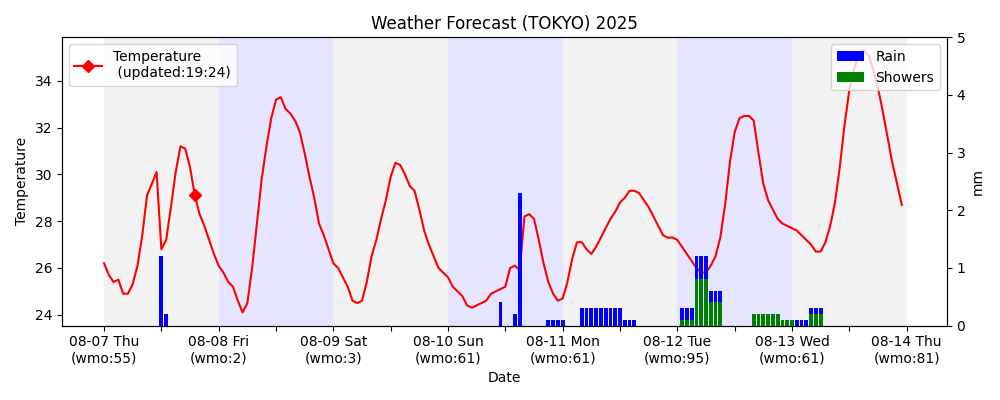 Weather Forecast (TOKYO) 2025
Temperature
(updated:19:24)
Rain
Showers
Temperature
34
32
30
28
26
24
5
4
3
2
1
0
mm
08-07 Thu
(wmo:55)
08-08 Fri
(wmo:2)
08-09 Sat
(wmo:3)
08-10 Sun
(wmo:61)
08-11 Mon
(wmo:61)
08-12 Tue
(wmo:95)
08-13 Wed
(wmo:61)
08-14 Thu
(wmo:81)
Date